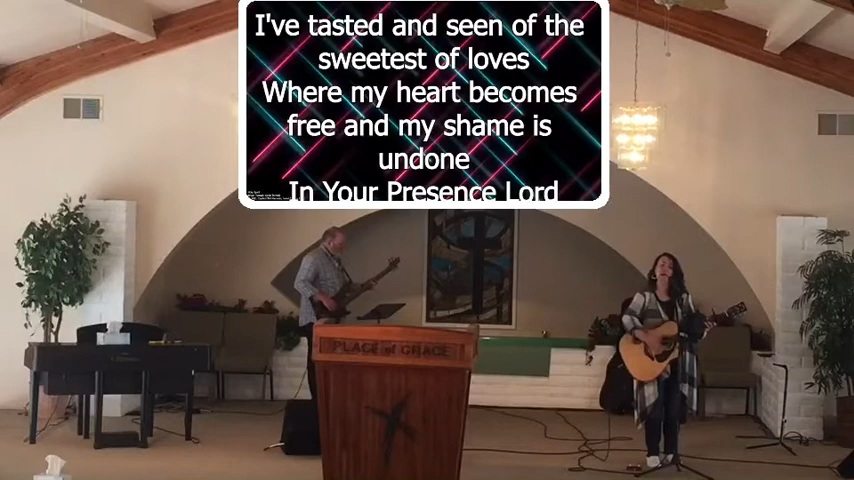 I've tasted and seen of the
sweetest of loves
Where my heart becomes
free and my shame is
undone
In Your Presence Lord
PLACE of GRACE